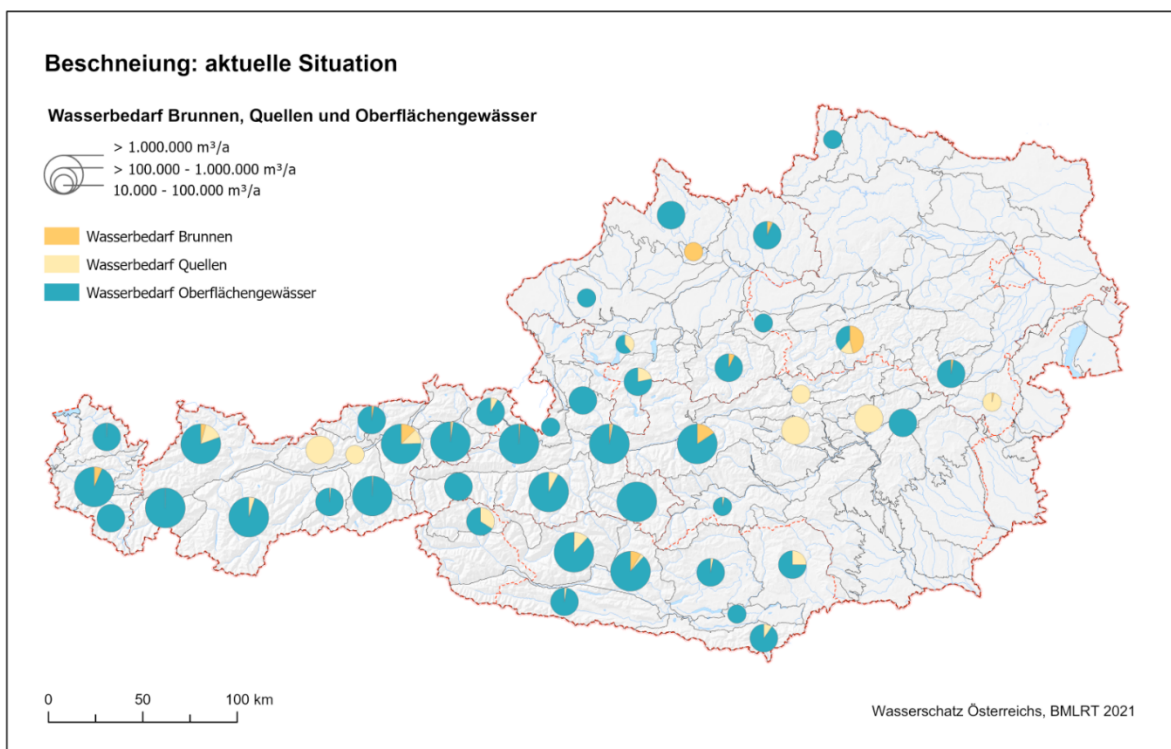 Beschneiung: aktuelle Situation
Wasserbedarf Brunnen, Quellen und Oberflächengewässer
> 1.000.000 m³/a
> 100.000 - 1.000.000 m³/a
10.000 - 100.000 m³/a
Wasserbedarf Brunnen
Wasserbedarf Quellen
Wasserbedarf Oberflächengewässer
0 50 100 km
Wasserschatz Österreichs, BMLRT 2021